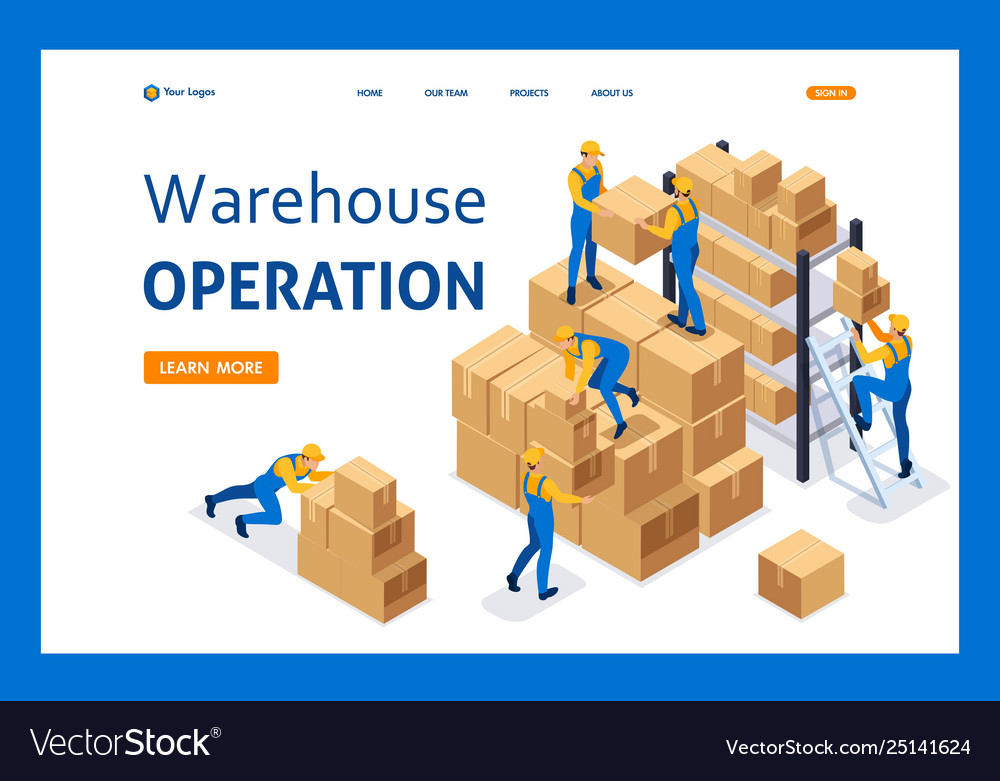 Your Logos
HOME
OUR TEAM
PROJECTS
ABOUT US
SIGN IN
Warehouse
OPERATION
LEARN MORE
VectorStock®
VectorStock.com/25141624